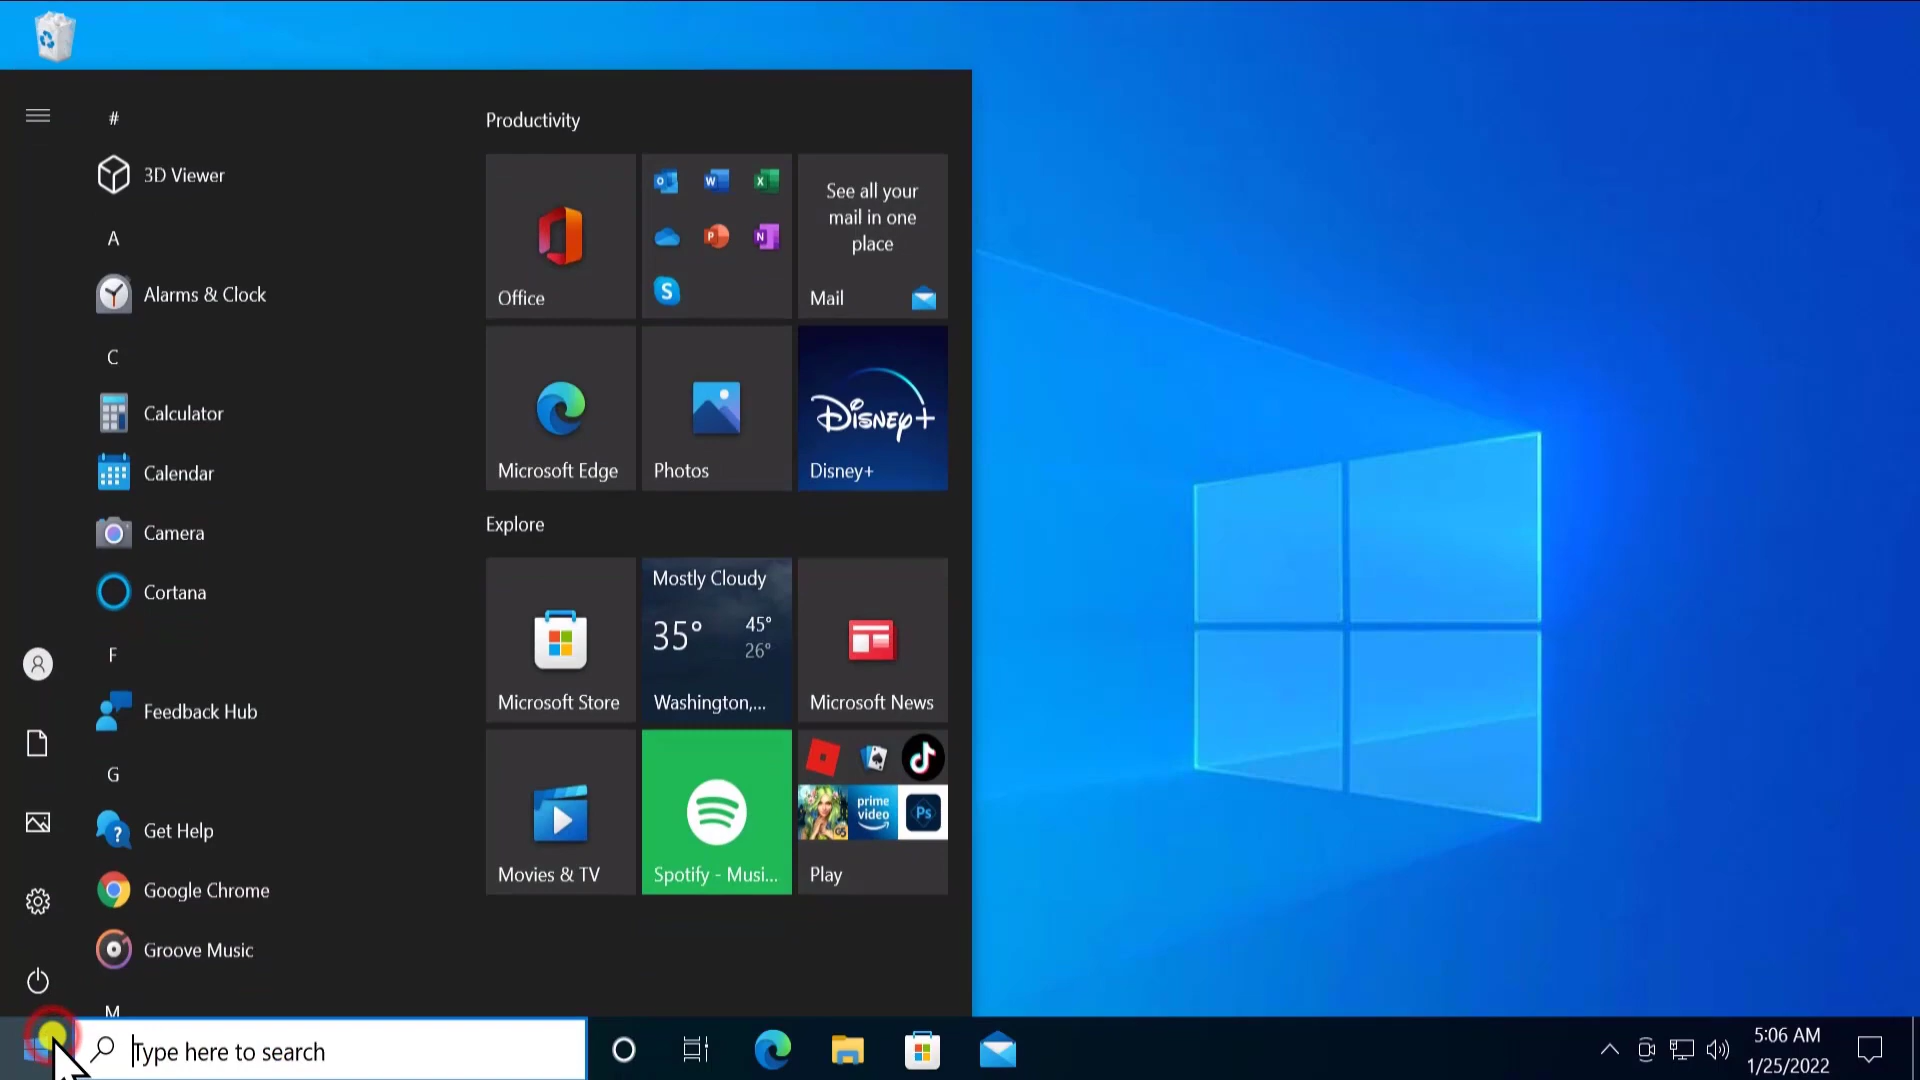 #
3D Viewer
A
Alarms & Clock
C
Calculator
Calendar
Camera
Cortana
F
Feedback Hub
G
Get Help
Google Chrome
Groove Music
M
Productivity
Office
See all your
mail in one
place
Mail
Microsoft Edge
Photos
Disney+
Disney+
Explore
Microsoft Store
Mostly Cloudy
35°
45°
26°
Washington,...
Microsoft News
Movies & TV
Spotify - Musi...
prime
video
Ps
Play
Type here to search
5:06 AM
1/25/2022